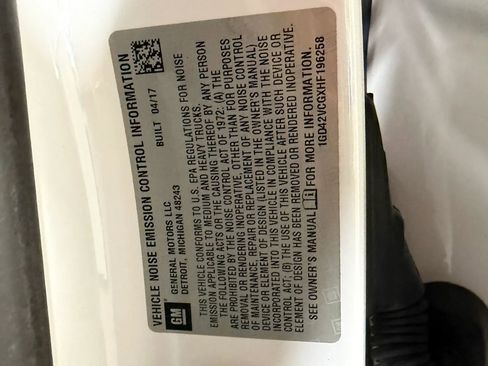 VEHICLE NOISE EMISSION CONTROL INFORMATION
GM
GENERAL MOTORS LLC
DETROIT, MICHIGAN 48243
BUILT 04/17
THIS VEHICLE CONFORMS TO U.S. EPA REGULATIONS FOR NOISE
EMISSION APPLICABLE TO MEDIUM AND HEAVY TRUCKS.
THE FOLLOWING ACTS OR THE CAUSING THEREOF BY ANY PERSON
ARE PROHIBITED BY THE NOISE CONTROL ACT OF 1972: (A) THE
REMOVAL OR RENDERING INOPERATIVE, OTHER THAN FOR PURPOSES
OF MAINTENANCE, REPAIR OR REPLACEMENT OF ANY NOISE CONTROL
DEVICE OR ELEMENT OF DESIGN (LISTED IN THE OWNER'S MANUAL)
INCORPORATED INTO THIS VEHICLE IN COMPLIANCE WITH THE NOISE
CONTROL ACT; (B) THE USE OF THIS VEHICLE AFTER SUCH DEVICE OR
ELEMENT OF DESIGN HAS BEEN REMOVED OR RENDERED INOPERATIVE.
SEE OWNER'S MANUAL i FOR MORE INFORMATION.
1GD42VCGXHF196258